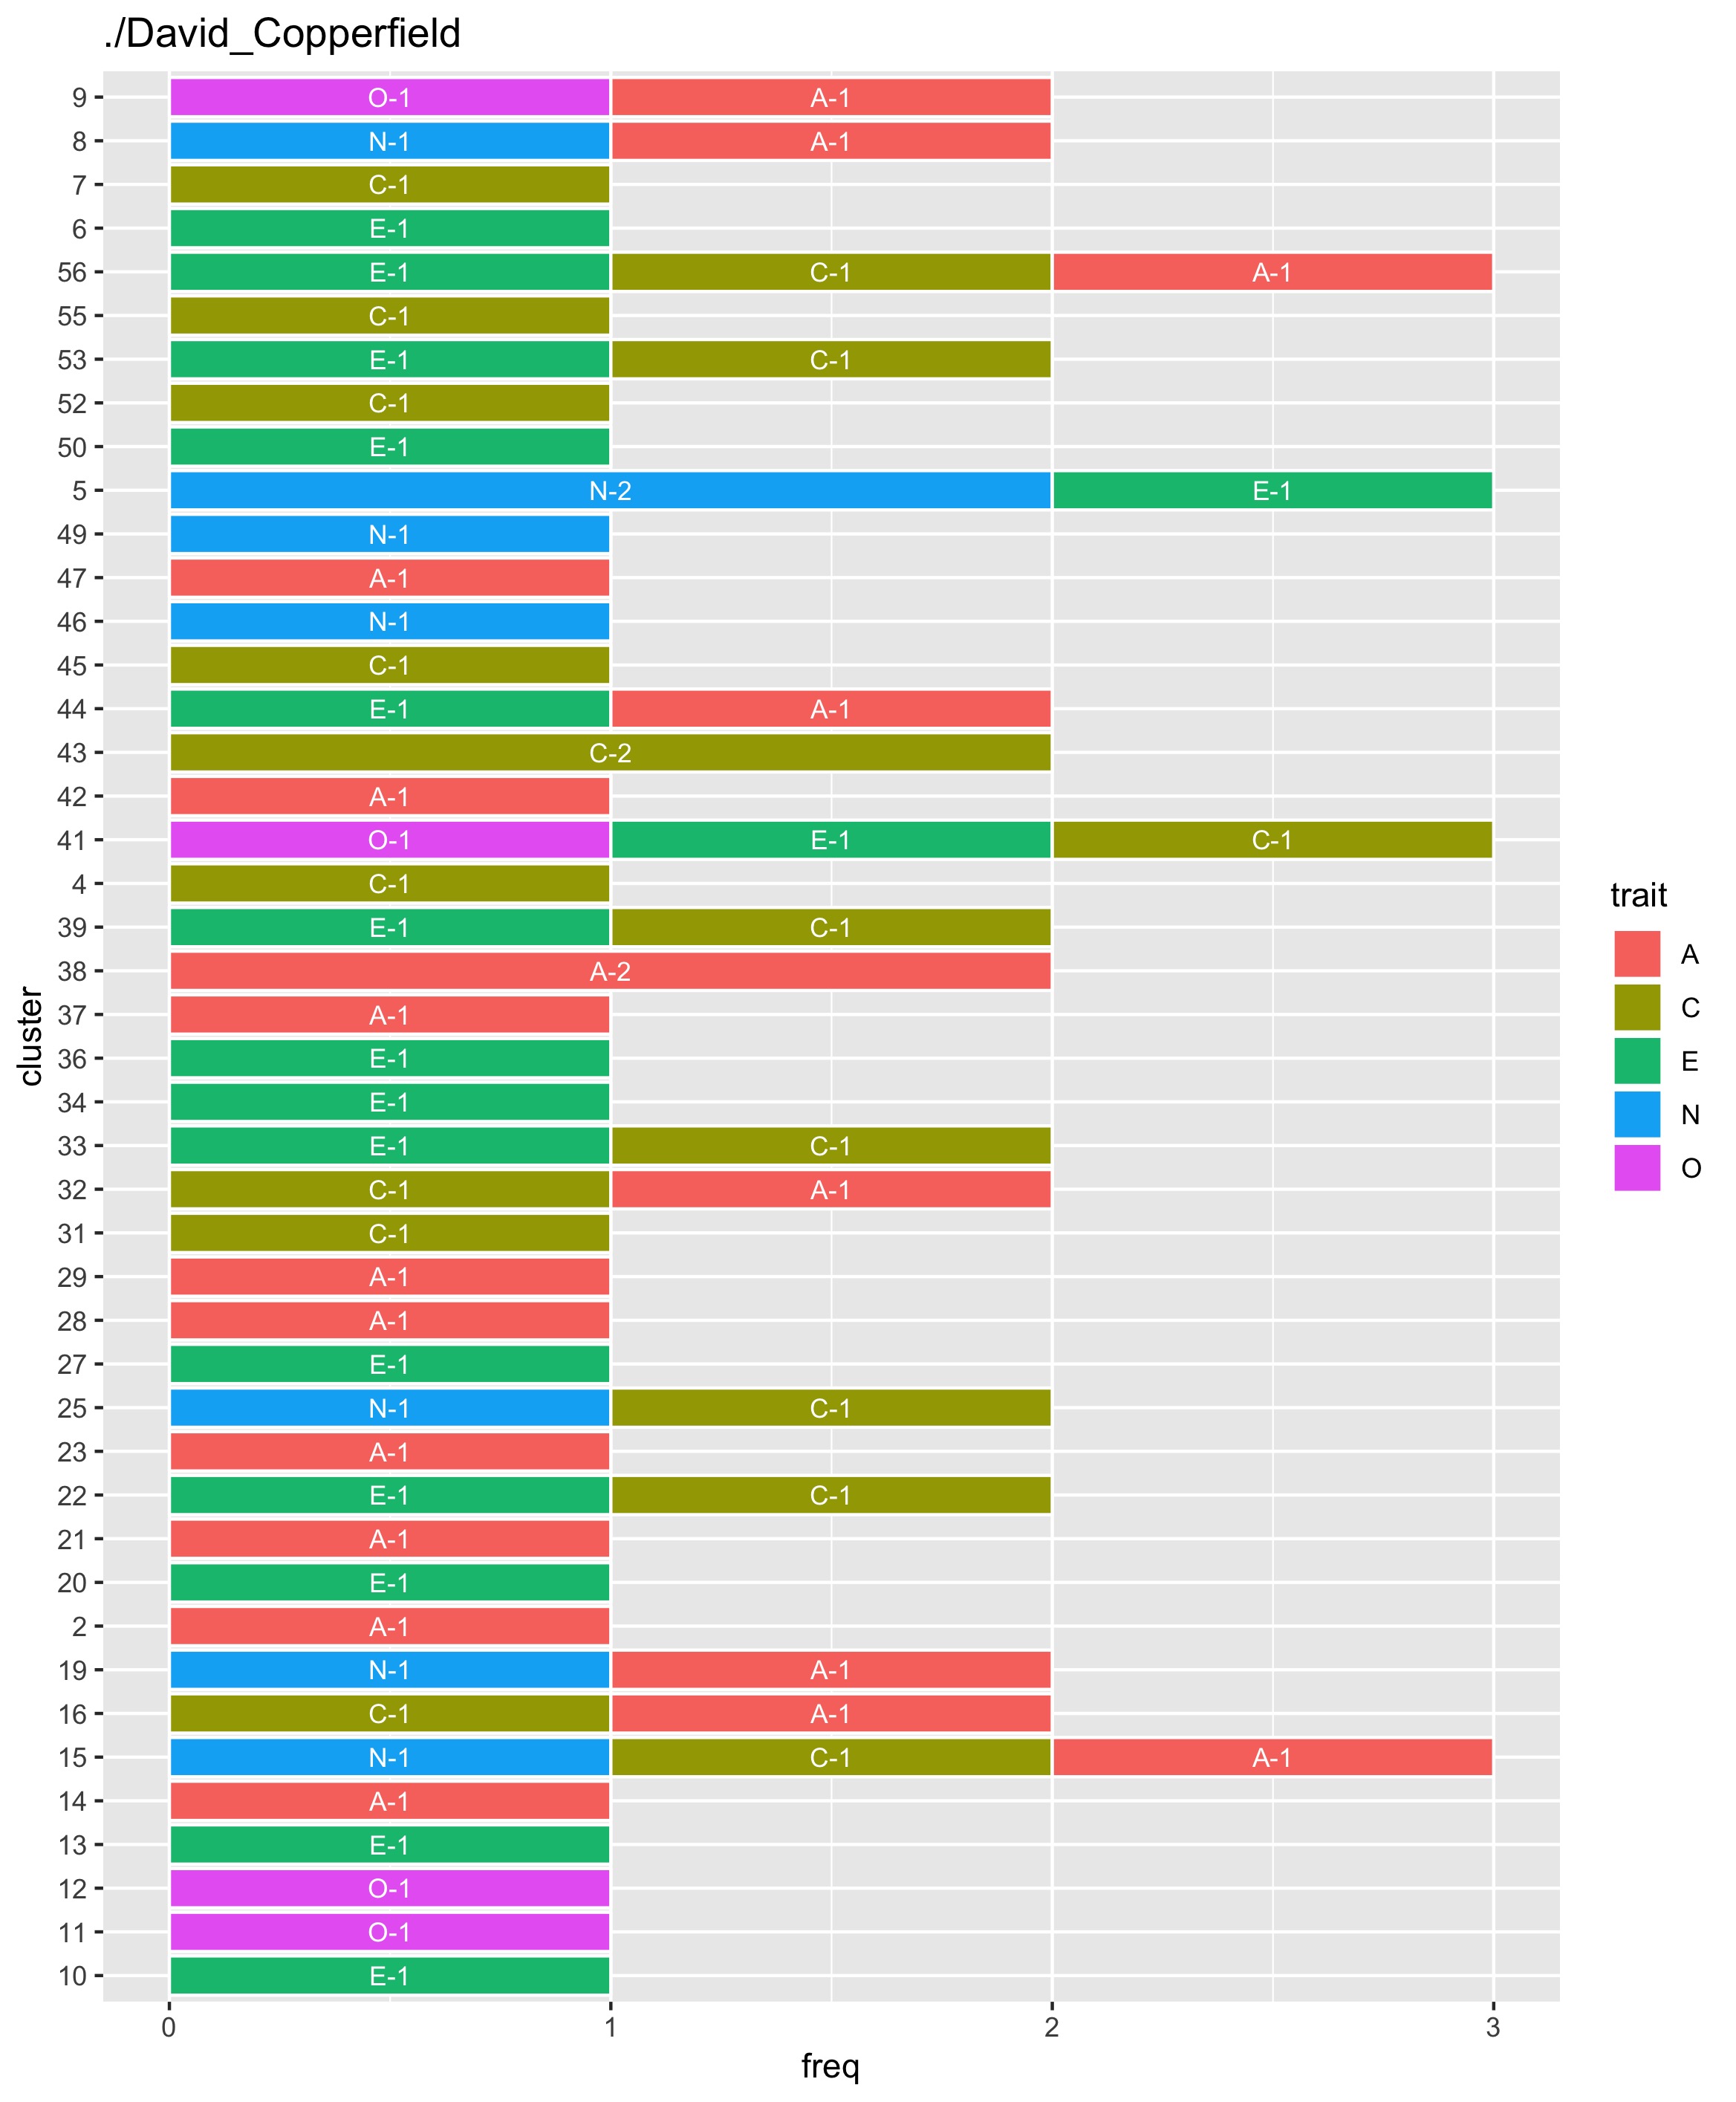 ./David_Copperfield
9 O-1 A-1
8 N-1 A-1
7 C-1
6 E-1
56 E-1 C-1 A-1
55 C-1
53 E-1 C-1
52 C-1
50 E-1
5 N-2 E-1
49 N-1
47 A-1
46 N-1
45 C-1
44 E-1 A-1
43 C-2
42 A-1
41 O-1 E-1 C-1
4 C-1
39 E-1 C-1
38 A-2
37 A-1
36 E-1
34 E-1
33 E-1 C-1
32 C-1 A-1
31 C-1
29 A-1
28 A-1
27 E-1
25 N-1 C-1
23 A-1
22 E-1 C-1
21 A-1
20 E-1
2 A-1
19 N-1 A-1
16 C-1 A-1
15 N-1 C-1 A-1
14 A-1
13 E-1
12 O-1
11 O-1
10 E-1
0 1 2 3
freq
cluster
trait
A
C
E
N
O